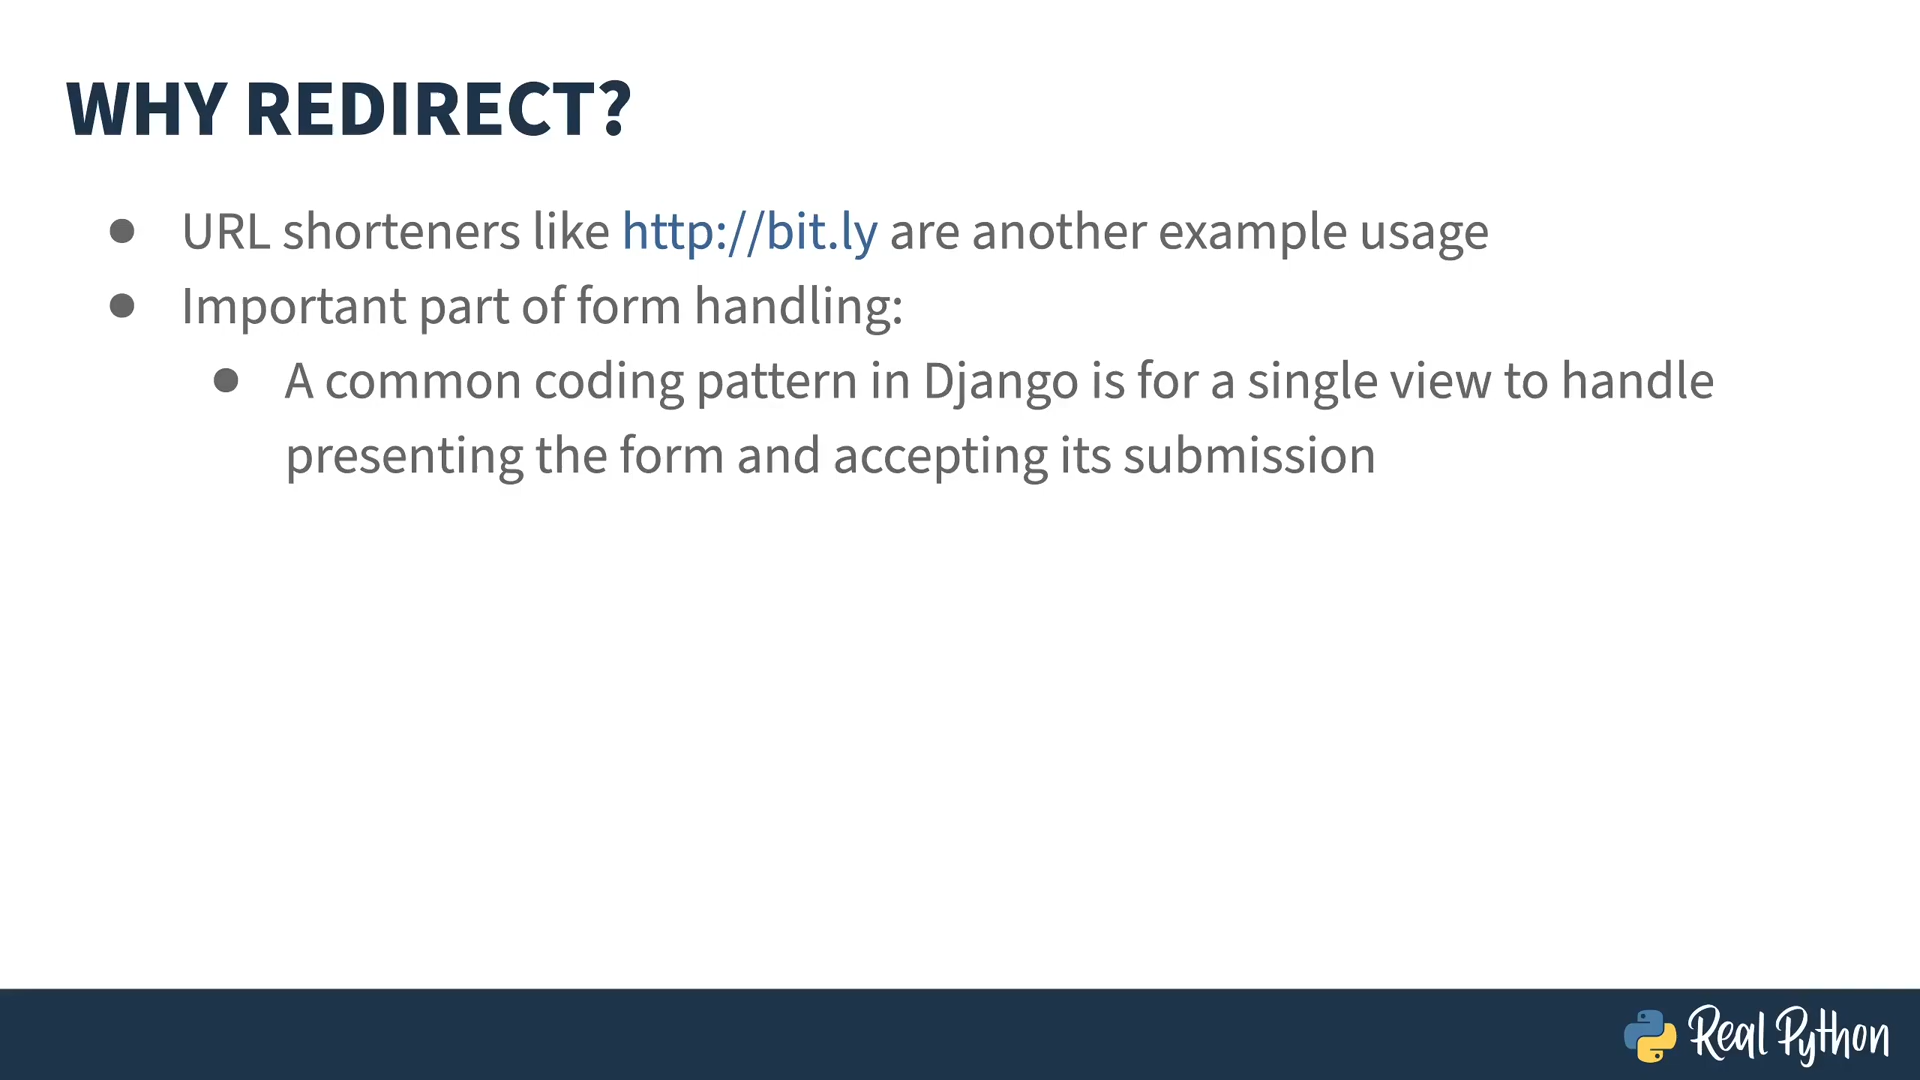 WHY REDIRECT?
● URL shorteners like http://bit.ly are another example usage
● Important part of form handling:
● A common coding pattern in Django is for a single view to handle
presenting the form and accepting its submission
Real Python